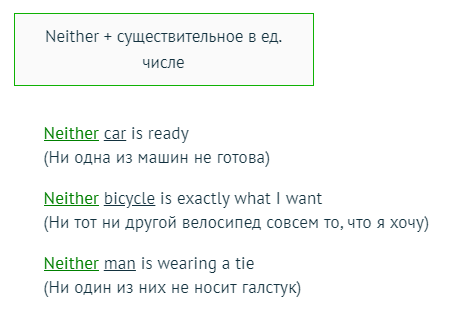 Neither + существительное в ед.
числе
Neither car is ready
(Ни одна из машин не готова)
Neither bicycle is exactly what I want
(Ни тот ни другой велосипед совсем то, что я хочу)
Neither man is wearing a tie
(Ни один из них не носит галстук)